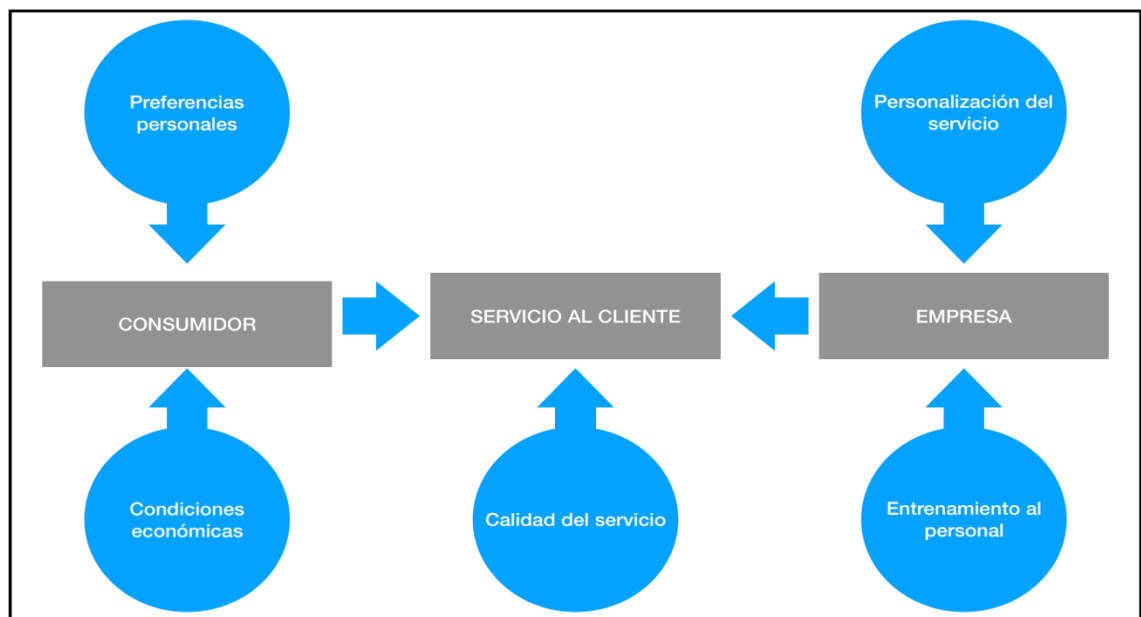 Preferencias
personales
Personalización del
servicio
CONSUMIDOR
SERVICIO AL CLIENTE
EMPRESA
Condiciones
económicas
Calidad del servicio
Entrenamiento al
personal